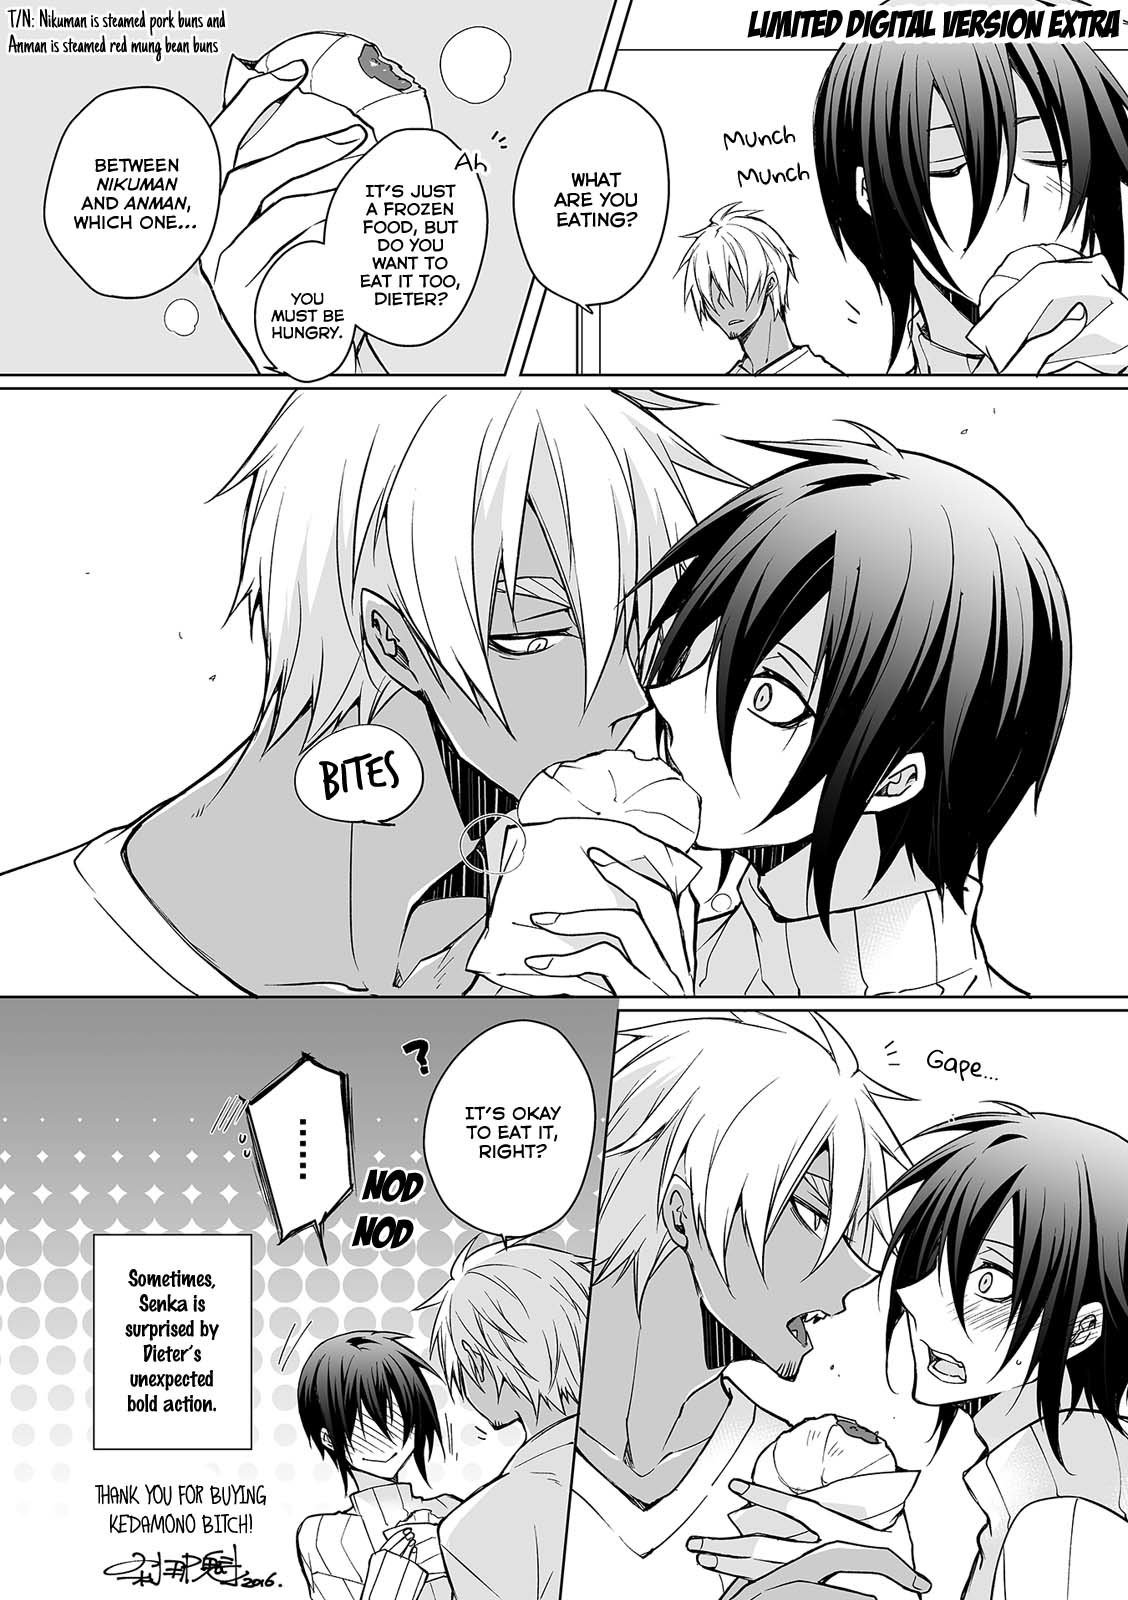 LIMITED DIGITAL VERSION EXTRA
T/N: Nikuman is steamed pork buns and
Anman is steamed red mung bean buns
Munch
Munch
WHAT
ARE YOU
EATING?
Ah
IT'S JUST
A FROZEN
FOOD, BUT
DO YOU
WANT TO
EAT IT TOO,
DIETER?
YOU
MUST BE
HUNGRY.
BETWEEN
NIKUMAN
AND ANMAN,
WHICH ONE...
BITES
Gape...
IT'S OKAY
TO EAT IT,
RIGHT?
?
......
NOD
NOD
Sometimes,
Senka is
surprised by
Dieter's
unexpected
bold action.
THANK YOU FOR BUYING
KEDAMONO BITCH!
2016.